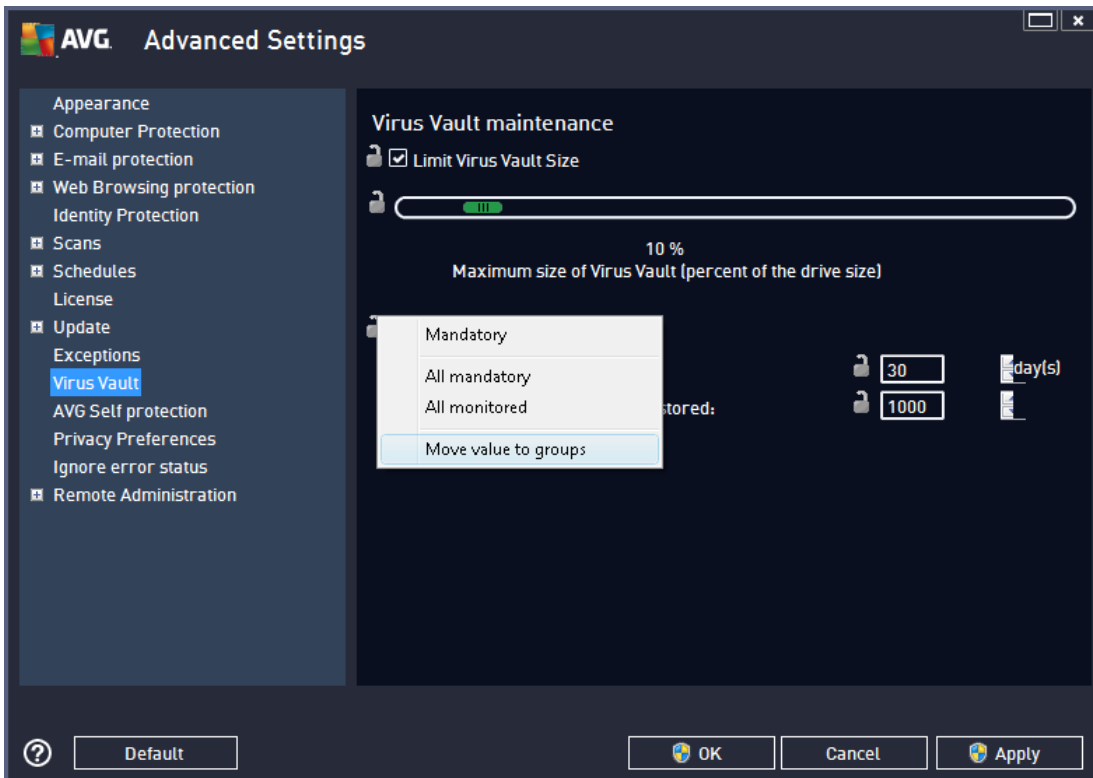 AVG. Advanced Settings
Appearance
Computer Protection
E-mail protection
Web Browsing protection
Identity Protection
Scans
Schedules
License
Update
Exceptions
Virus Vault
AVG Self protection
Privacy Preferences
Ignore error status
Remote Administration
Virus Vault maintenance
Limit Virus Vault Size
10 %
Maximum size of Virus Vault (percent of the drive size)
Mandatory
All mandatory
All monitored
Move value to groups
30 day(s)
stored: 1000
Default
OK
Cancel
Apply